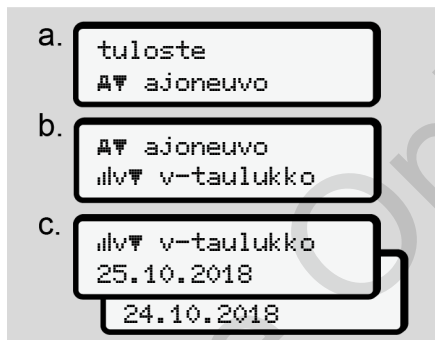 a.
tuloste
ajoneuvo
b.
ajoneuvo
v v-taulukko
c.
v v-taulukko
25.10.2018
24.10.2018